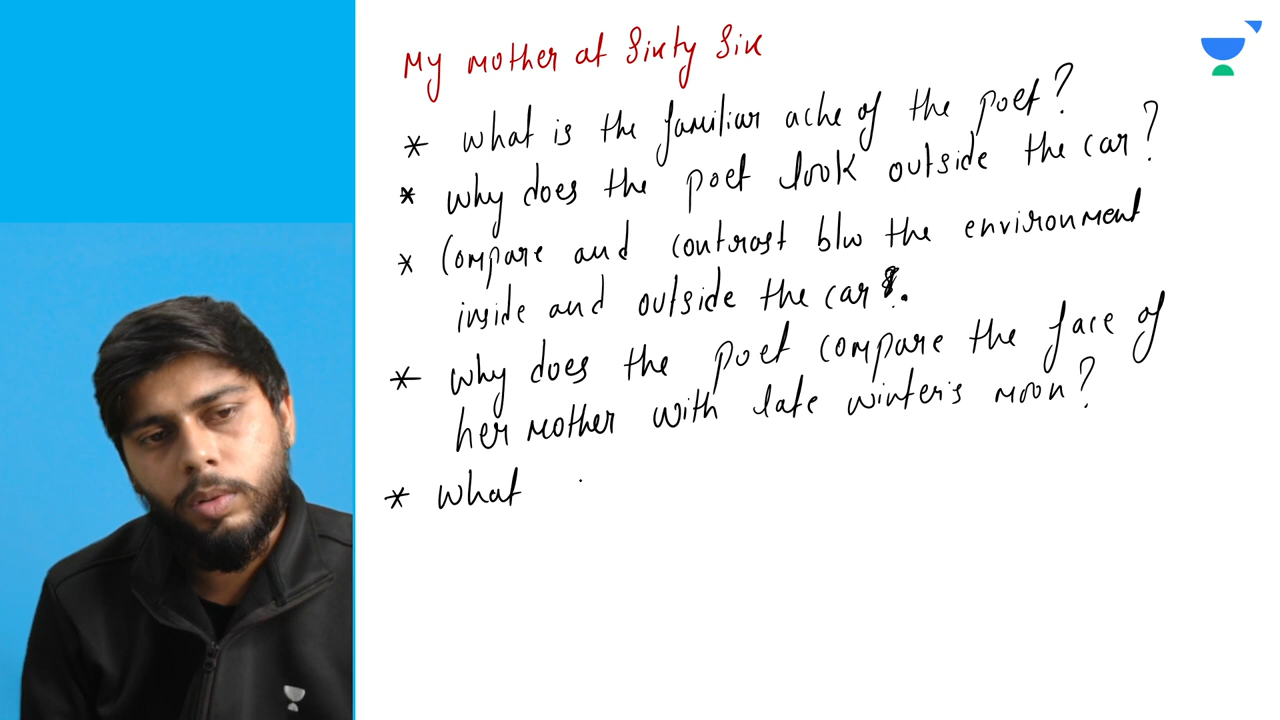 My mother at Sixty Six
* what is the familiar ache of the poet?
* why does the poet look outside the car?
* Compare and contrast b/w the environment
inside and outside the car.
* why does the poet compare the face of
her mother with late winter's moon?
* what